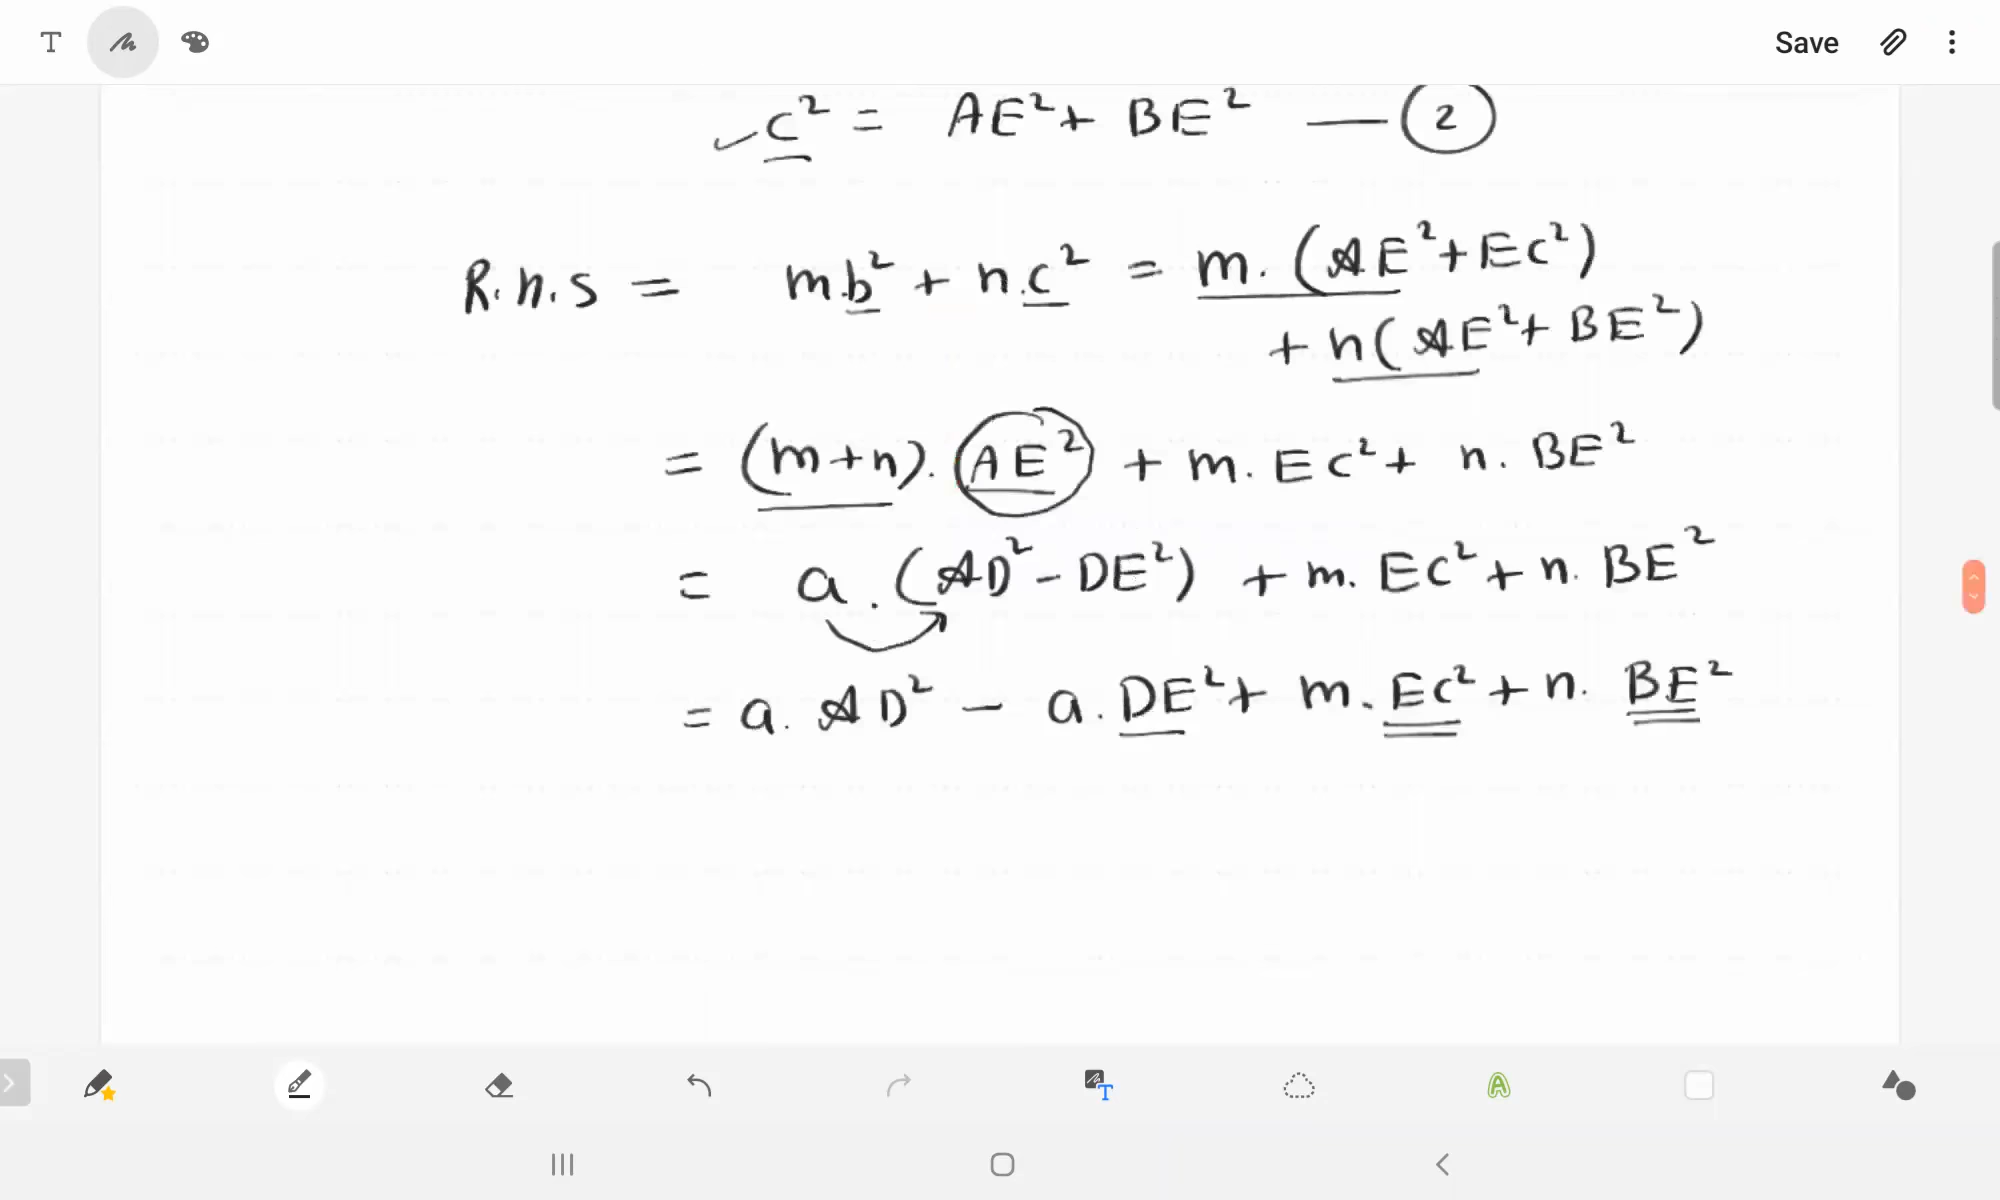 Save
c² = AE² + BE² — ②
R.h.s = mb² + n.c² = m.(AE² + EC²)
+ n(AE² + BE²)
= (m+n). AE² + m.EC² + n.BE²
= a.(AD² - DE²) + m.EC² + n.BE²
= a.AD² - a.DE² + m.EC² + n.BE²